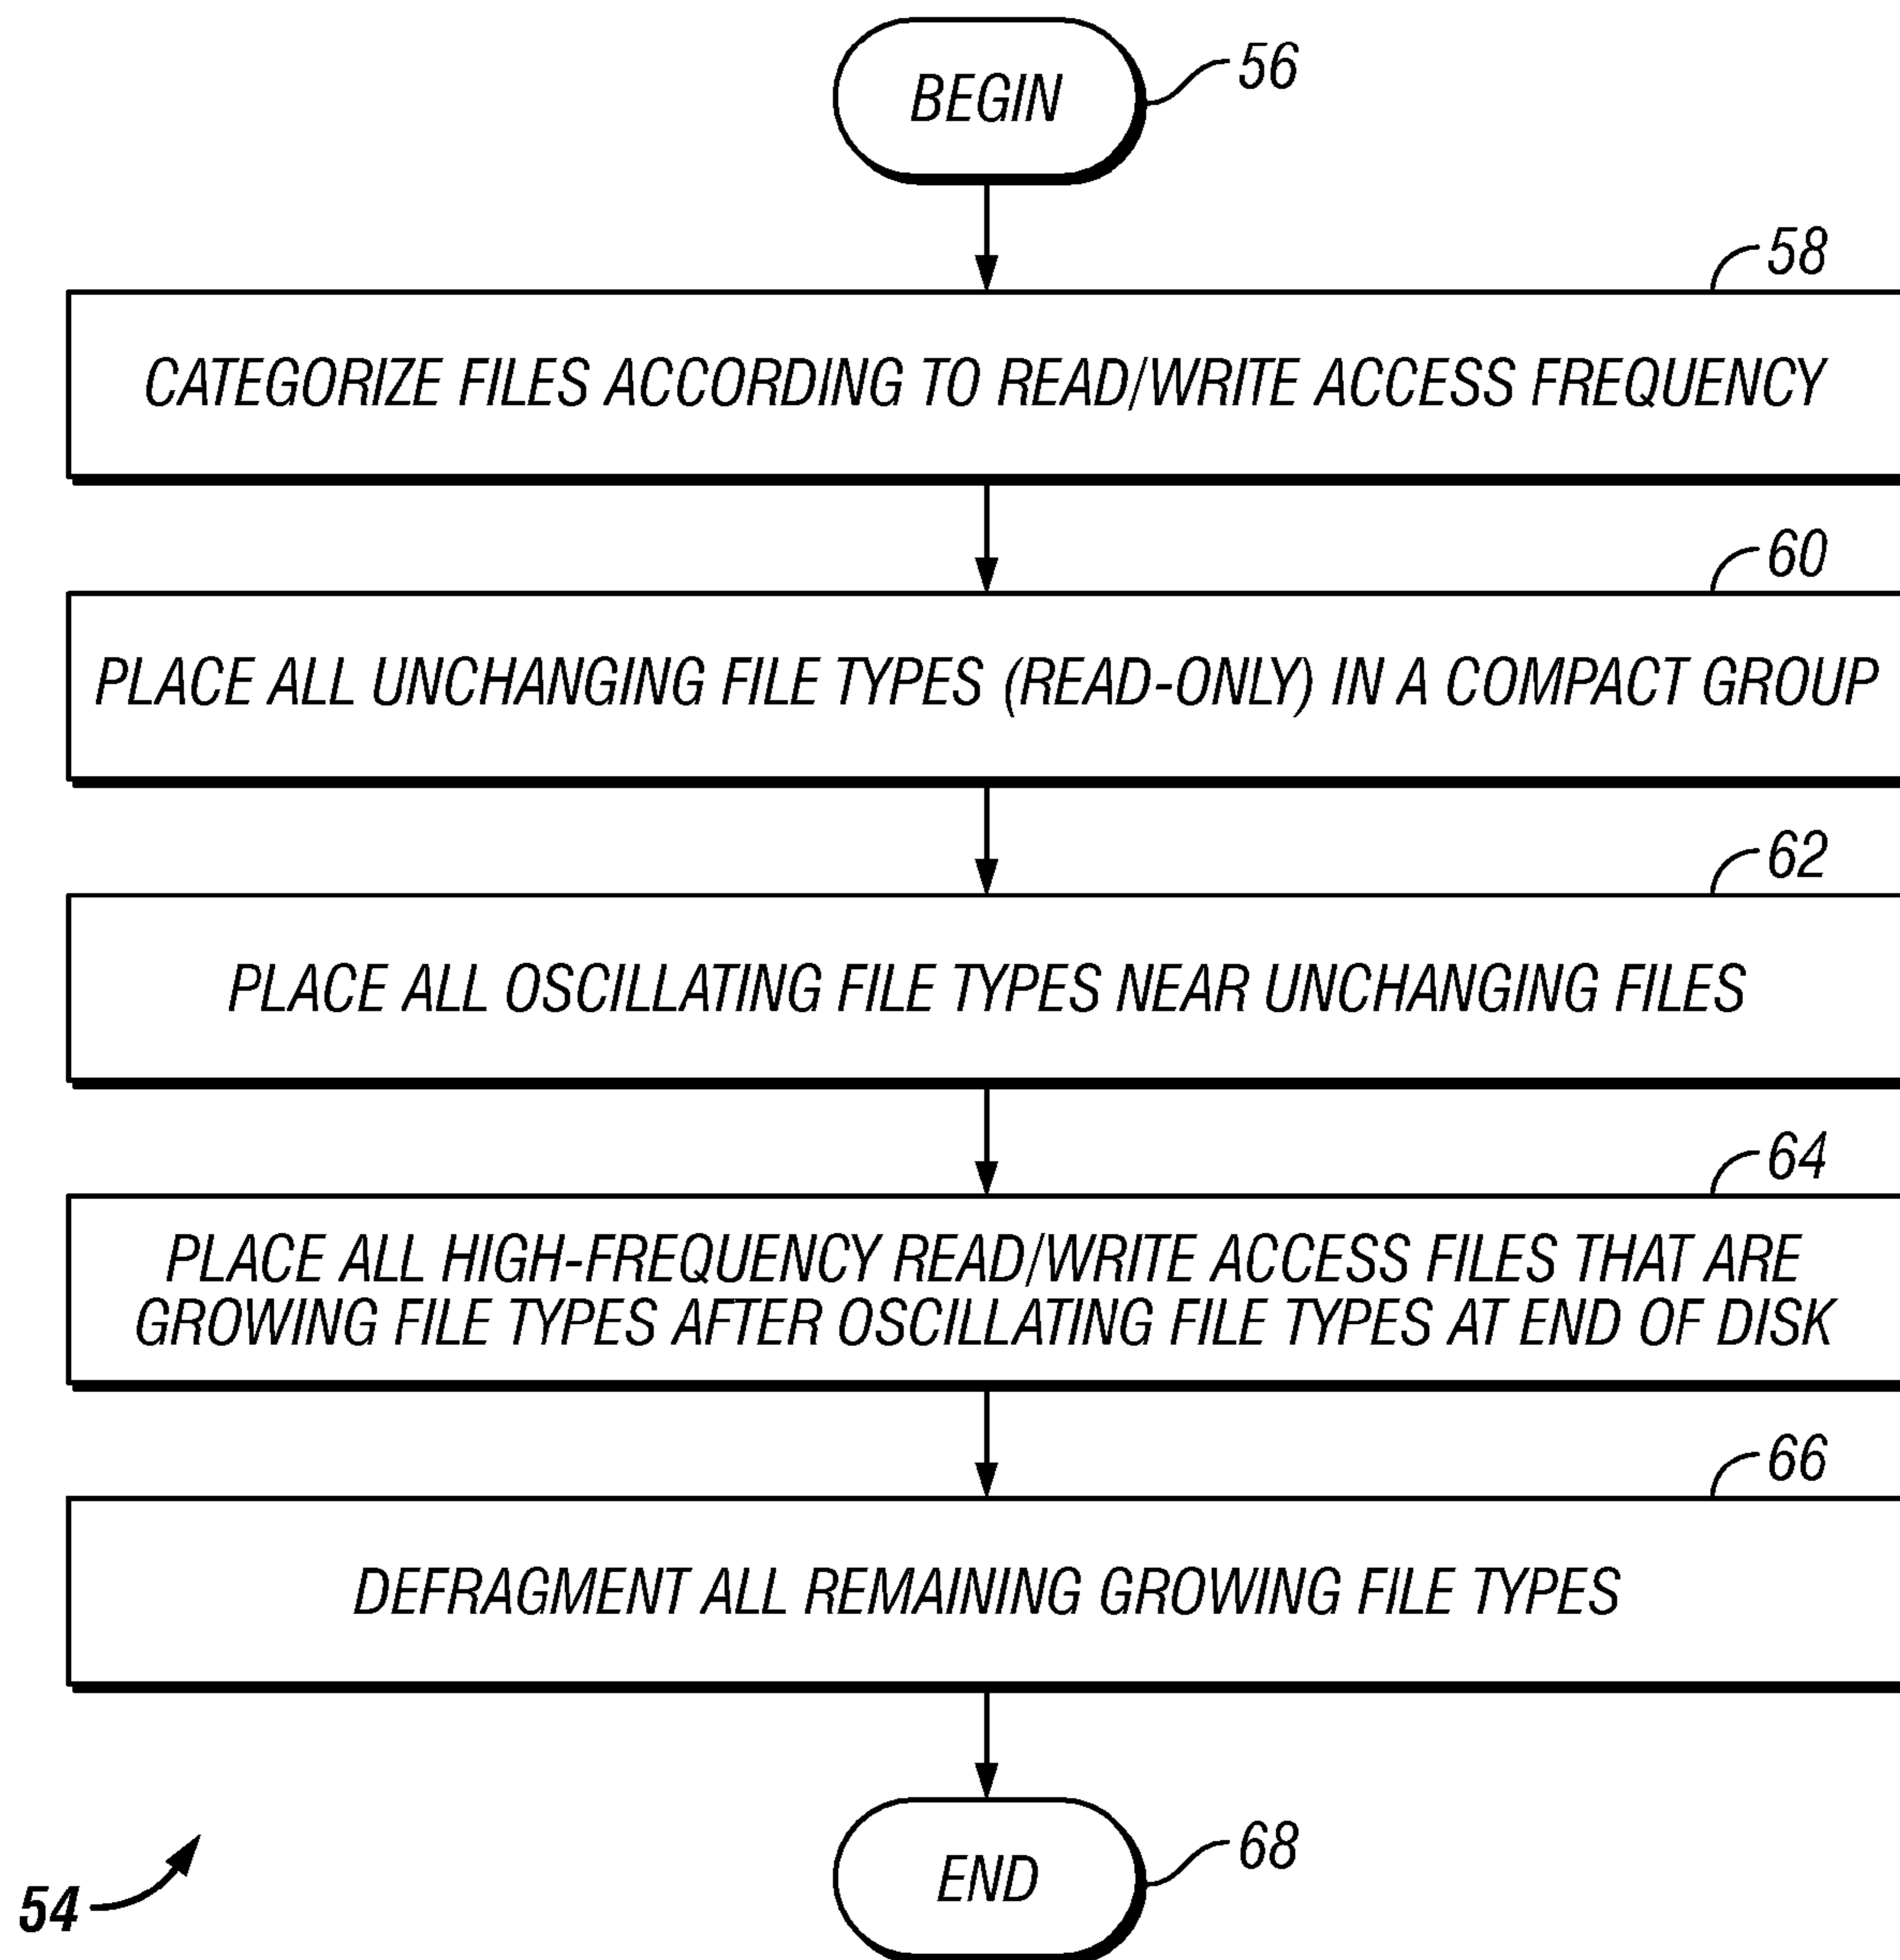 BEGIN
56
58
CATEGORIZE FILES ACCORDING TO READ/WRITE ACCESS FREQUENCY
60
PLACE ALL UNCHANGING FILE TYPES (READ-ONLY) IN A COMPACT GROUP
62
PLACE ALL OSCILLATING FILE TYPES NEAR UNCHANGING FILES
64
PLACE ALL HIGH-FREQUENCY READ/WRITE ACCESS FILES THAT ARE
GROWING FILE TYPES AFTER OSCILLATING FILE TYPES AT END OF DISK
66
DEFRAGMENT ALL REMAINING GROWING FILE TYPES
68
END
54